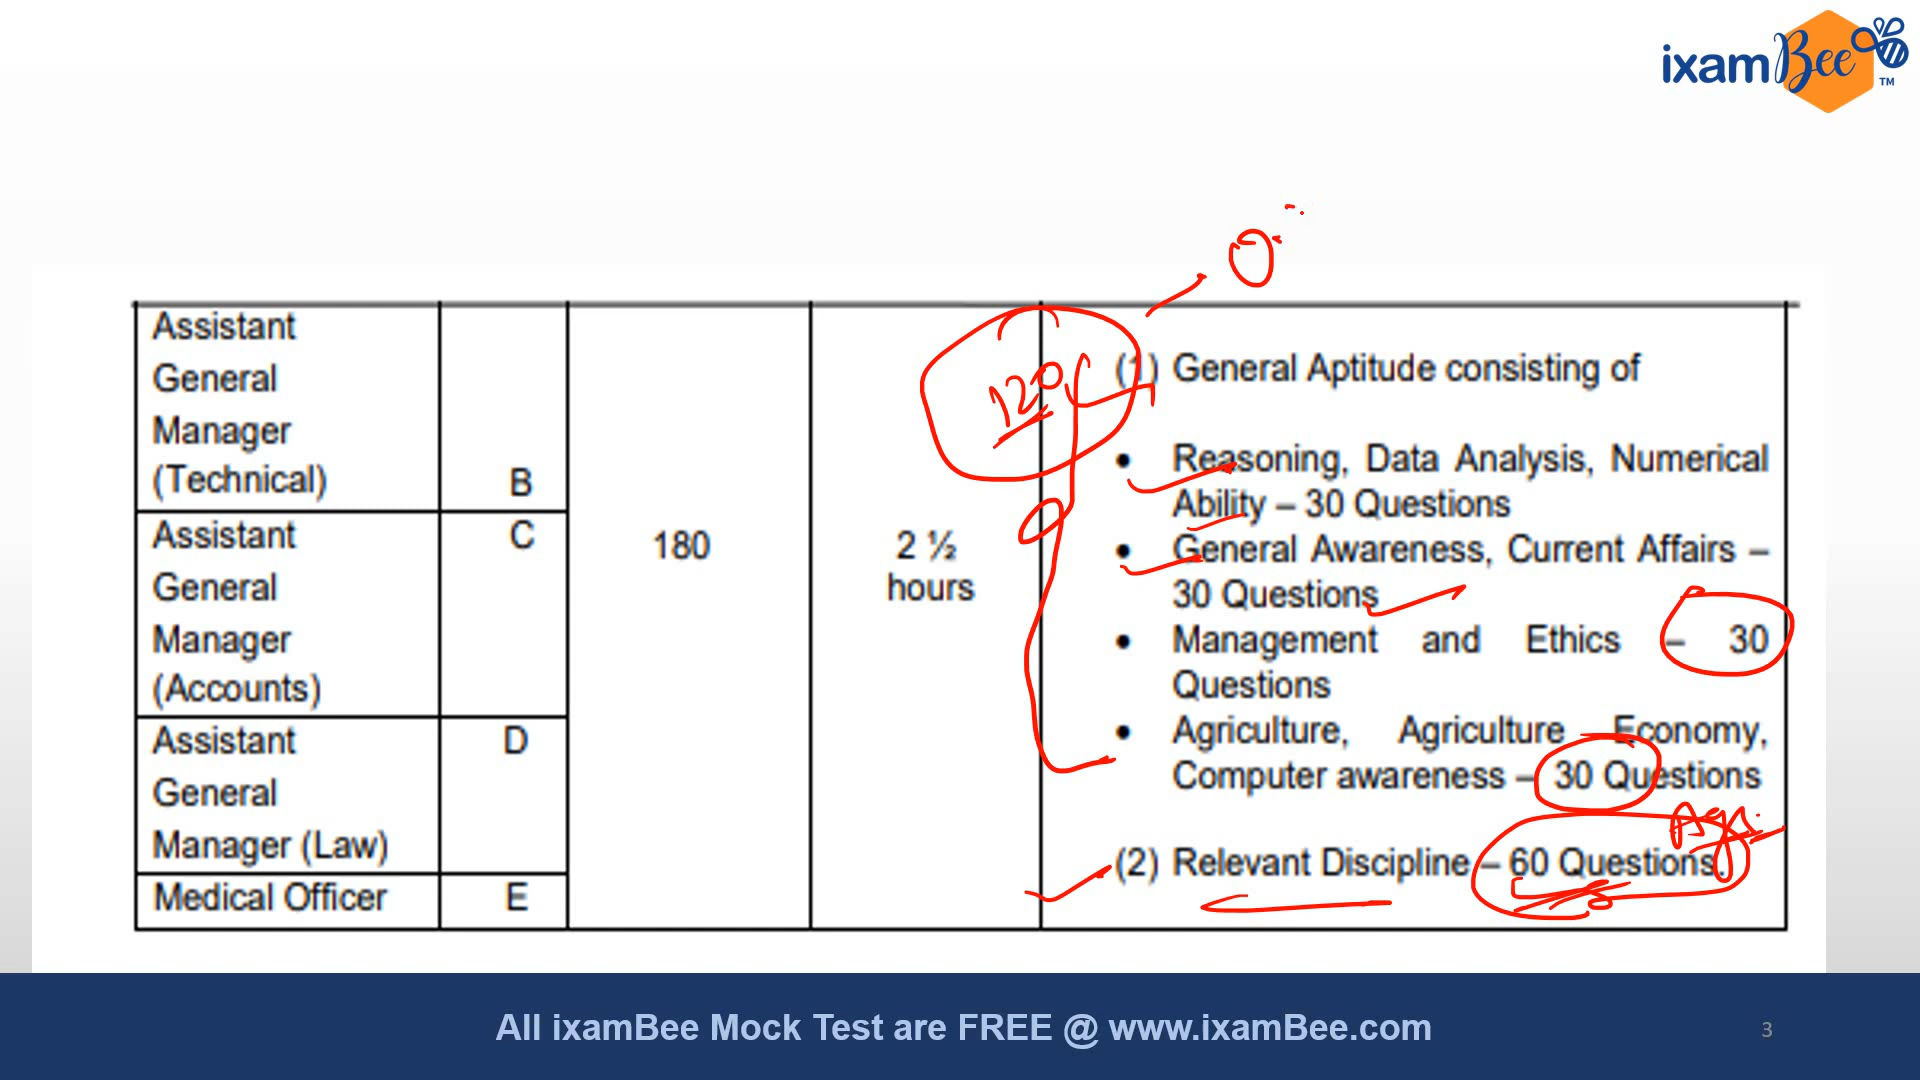 ixamBee
TM
Assistant
General
Manager
(Technical)
B
Assistant
General
Manager
(Accounts)
C
Assistant
General
Manager (Law)
D
Medical Officer
E
180
2 ½
hours
120
(1) General Aptitude consisting of
• Reasoning, Data Analysis, Numerical
Ability – 30 Questions
• General Awareness, Current Affairs –
30 Questions
• Management and Ethics – 30
Questions
• Agriculture, Agriculture Economy,
Computer awareness – 30 Questions
(2) Relevant Discipline – 60 Questions.
All ixamBee Mock Test are FREE @ www.ixamBee.com
3